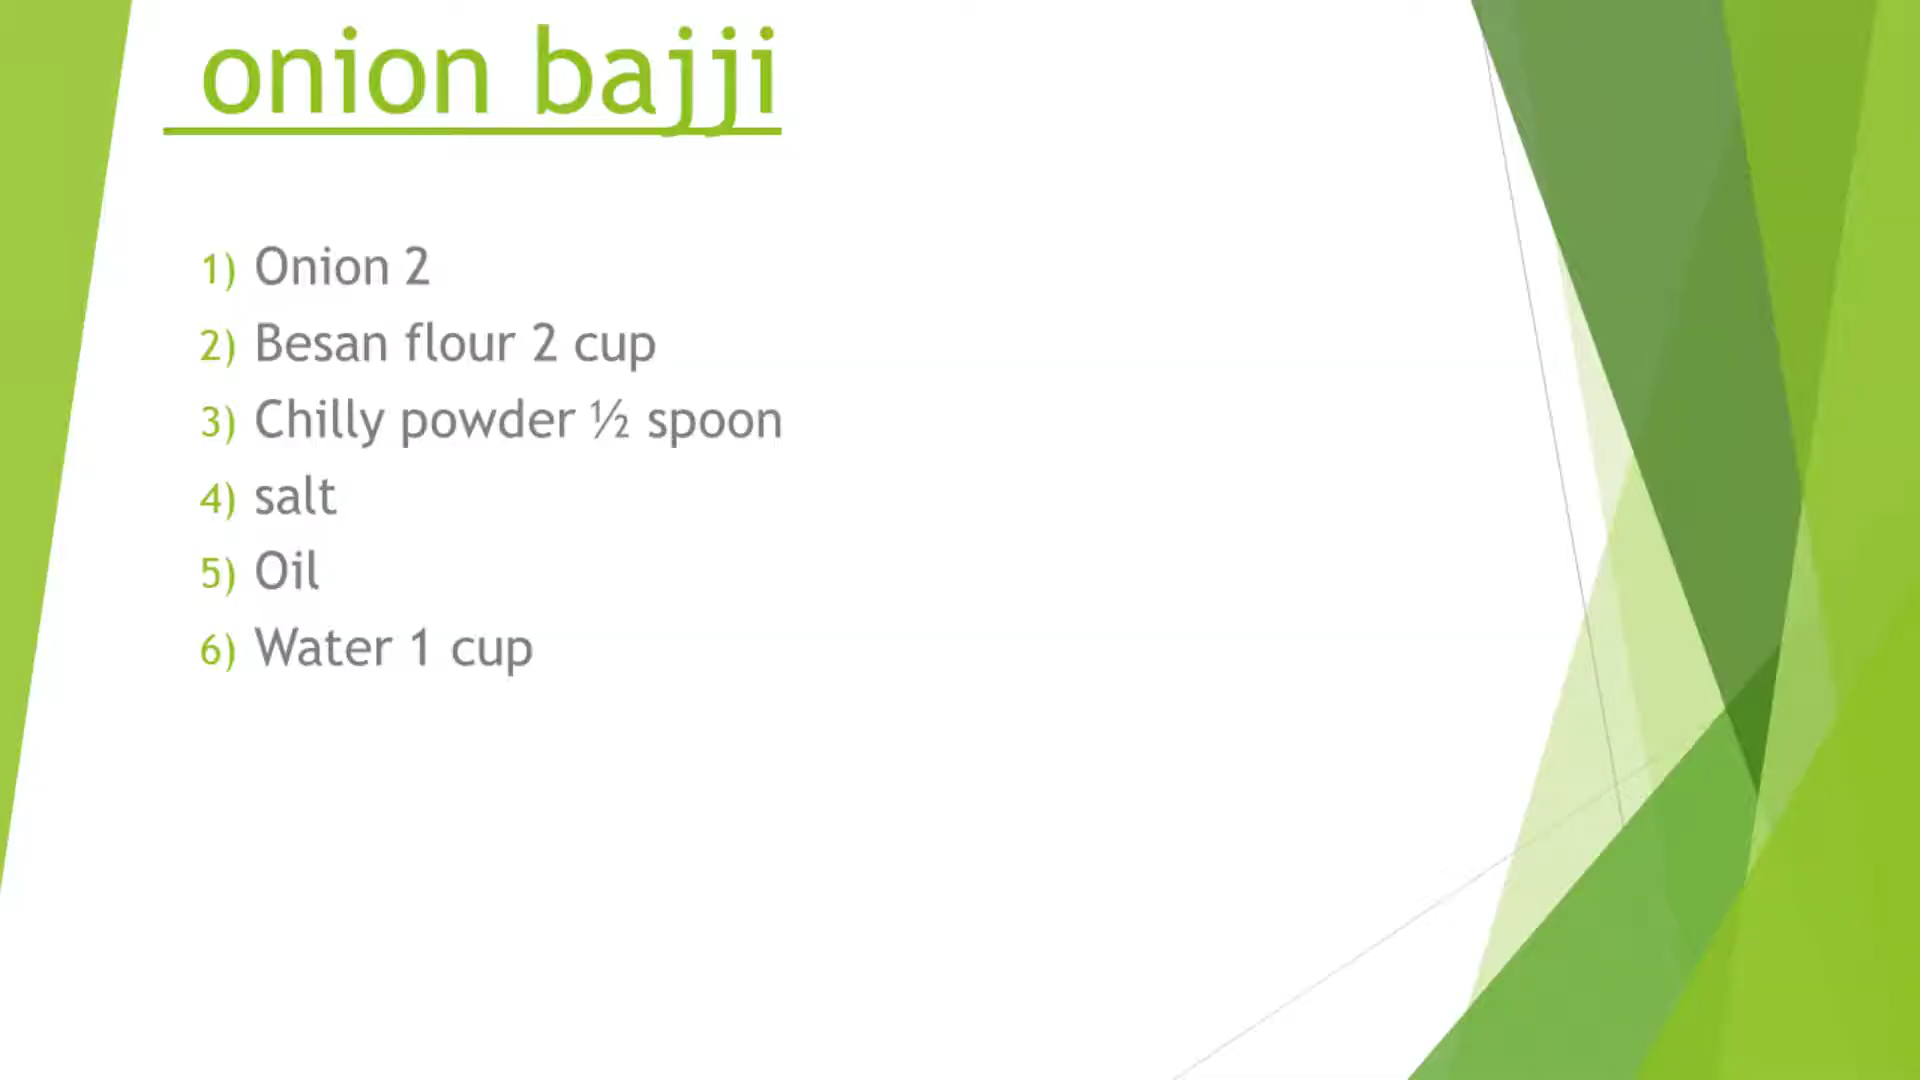 onion bajji
1) Onion 2
2) Besan flour 2 cup
3) Chilly powder ½ spoon
4) salt
5) Oil
6) Water 1 cup